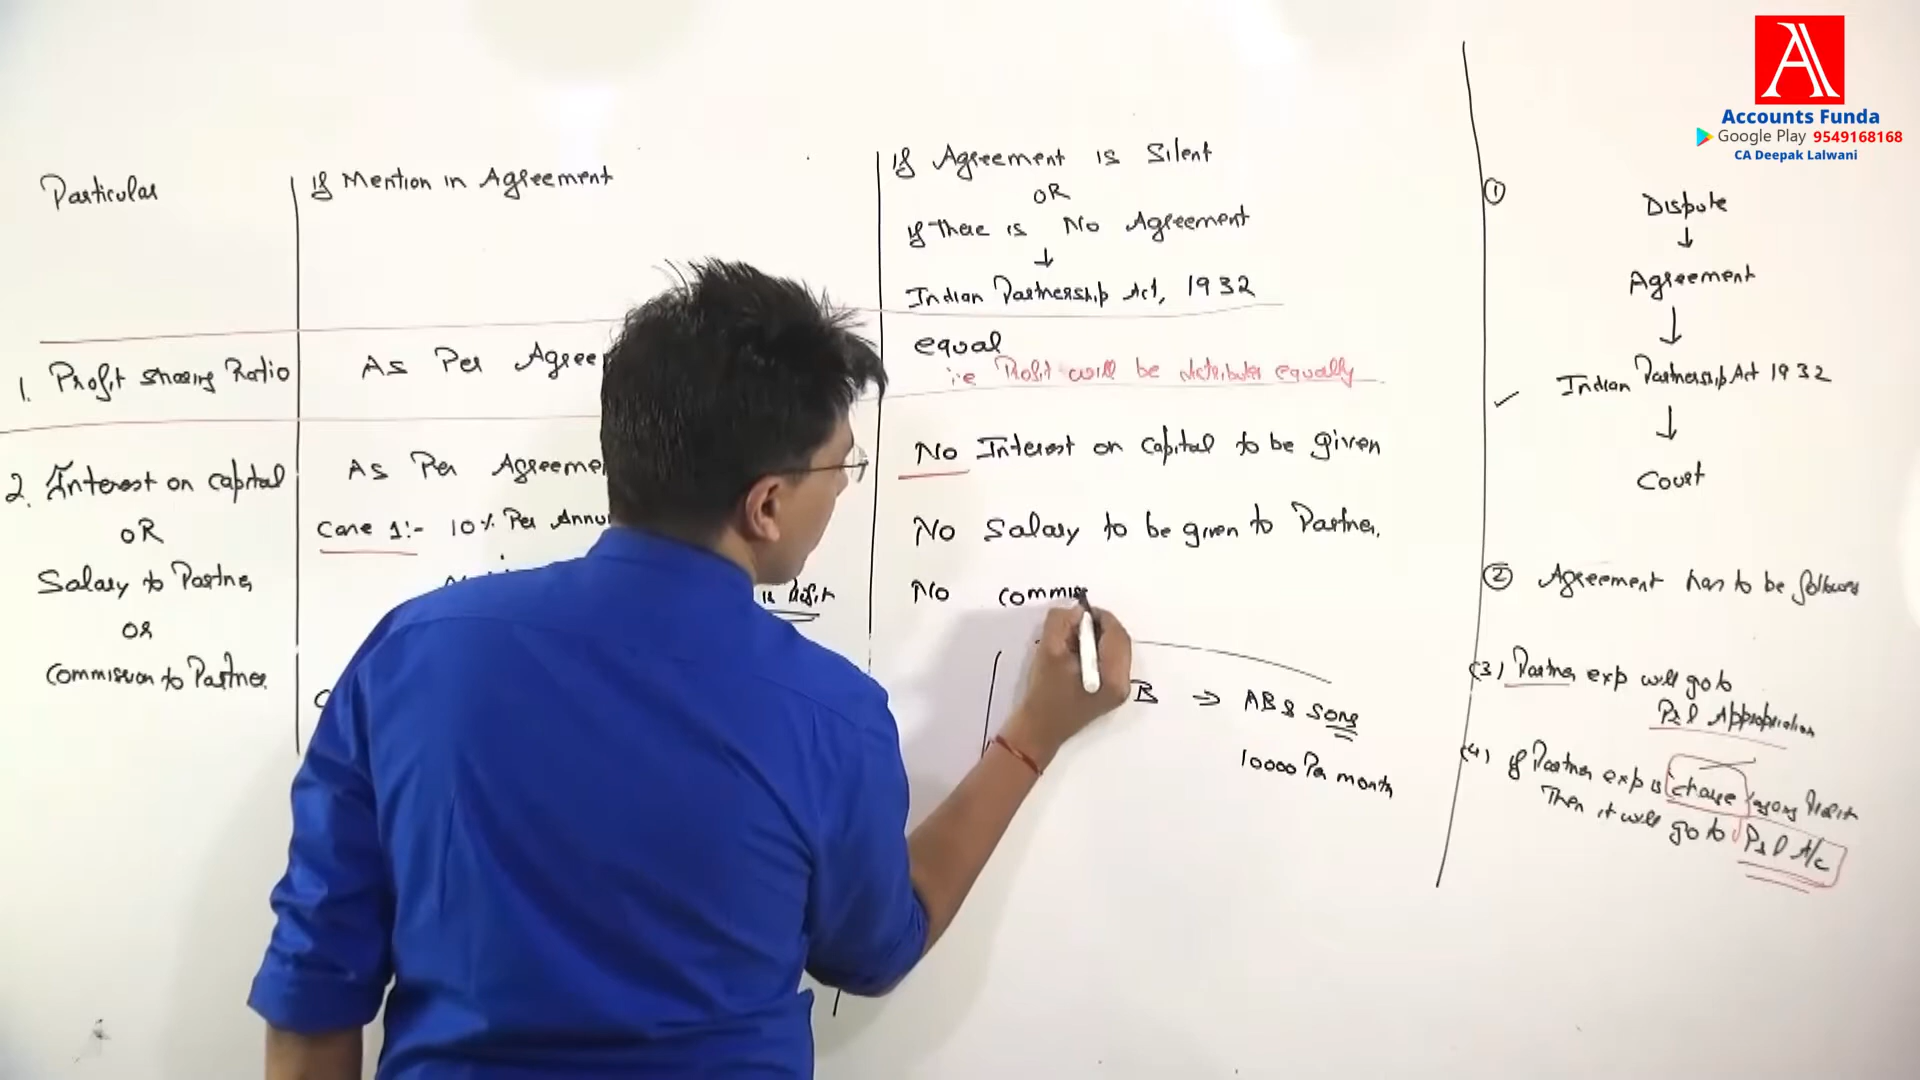 Accounts Funda
Google Play 9549168168
CA Deepak Lalwani
Particular
If Mention in Agreement
If Agreement is Silent
OR
If there is No Agreement
↓
Indian Partnership Act, 1932
1. Profit sharing Ratio
As Per Agree
equal
i.e Profit will be distributed equally
2. Interest on capital
OR
Salary to Partner
OR
Commission to Partner
As Per Agreeme
Case 1:- 10% Per Annu
is Profit
No Interest on capital to be given
No Salary to be given to Partner.
No commis
B → AB & Sons
10000 Per month
① Dispute
↓
Agreement
↓
Indian Partnership Act 1932
↓
Court
② Agreement has to be follows
(3) Partner exp will go to
P&l Appropriation
(4) If Partner exp is charge Profit
Then it will go to P&l A/c